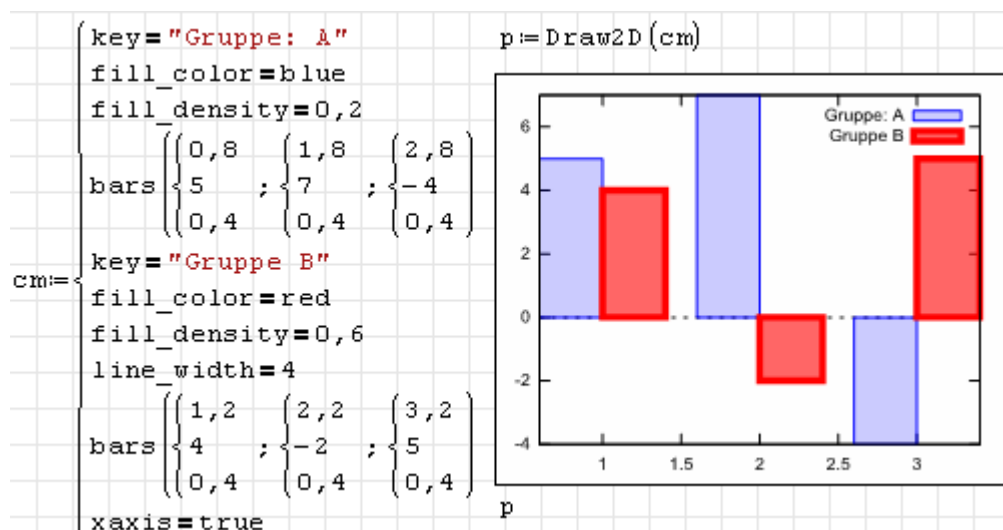 key="Gruppe: A"
fill_color=blue
fill_density=0,2
bars({0,8 5 0,4 ; {1,8 7 0,4 ; {2,8 -4 0,4)
key="Gruppe B"
cm:=
fill_color=red
fill_density=0,6
line_width=4
bars({1,2 4 0,4 ; {2,2 -2 0,4 ; {3,2 5 0,4)
xaxis=true
p:=Draw2D(cm)
Gruppe: A
Gruppe B
6
4
2
0
-2
-4
1 1.5 2 2.5 3
p